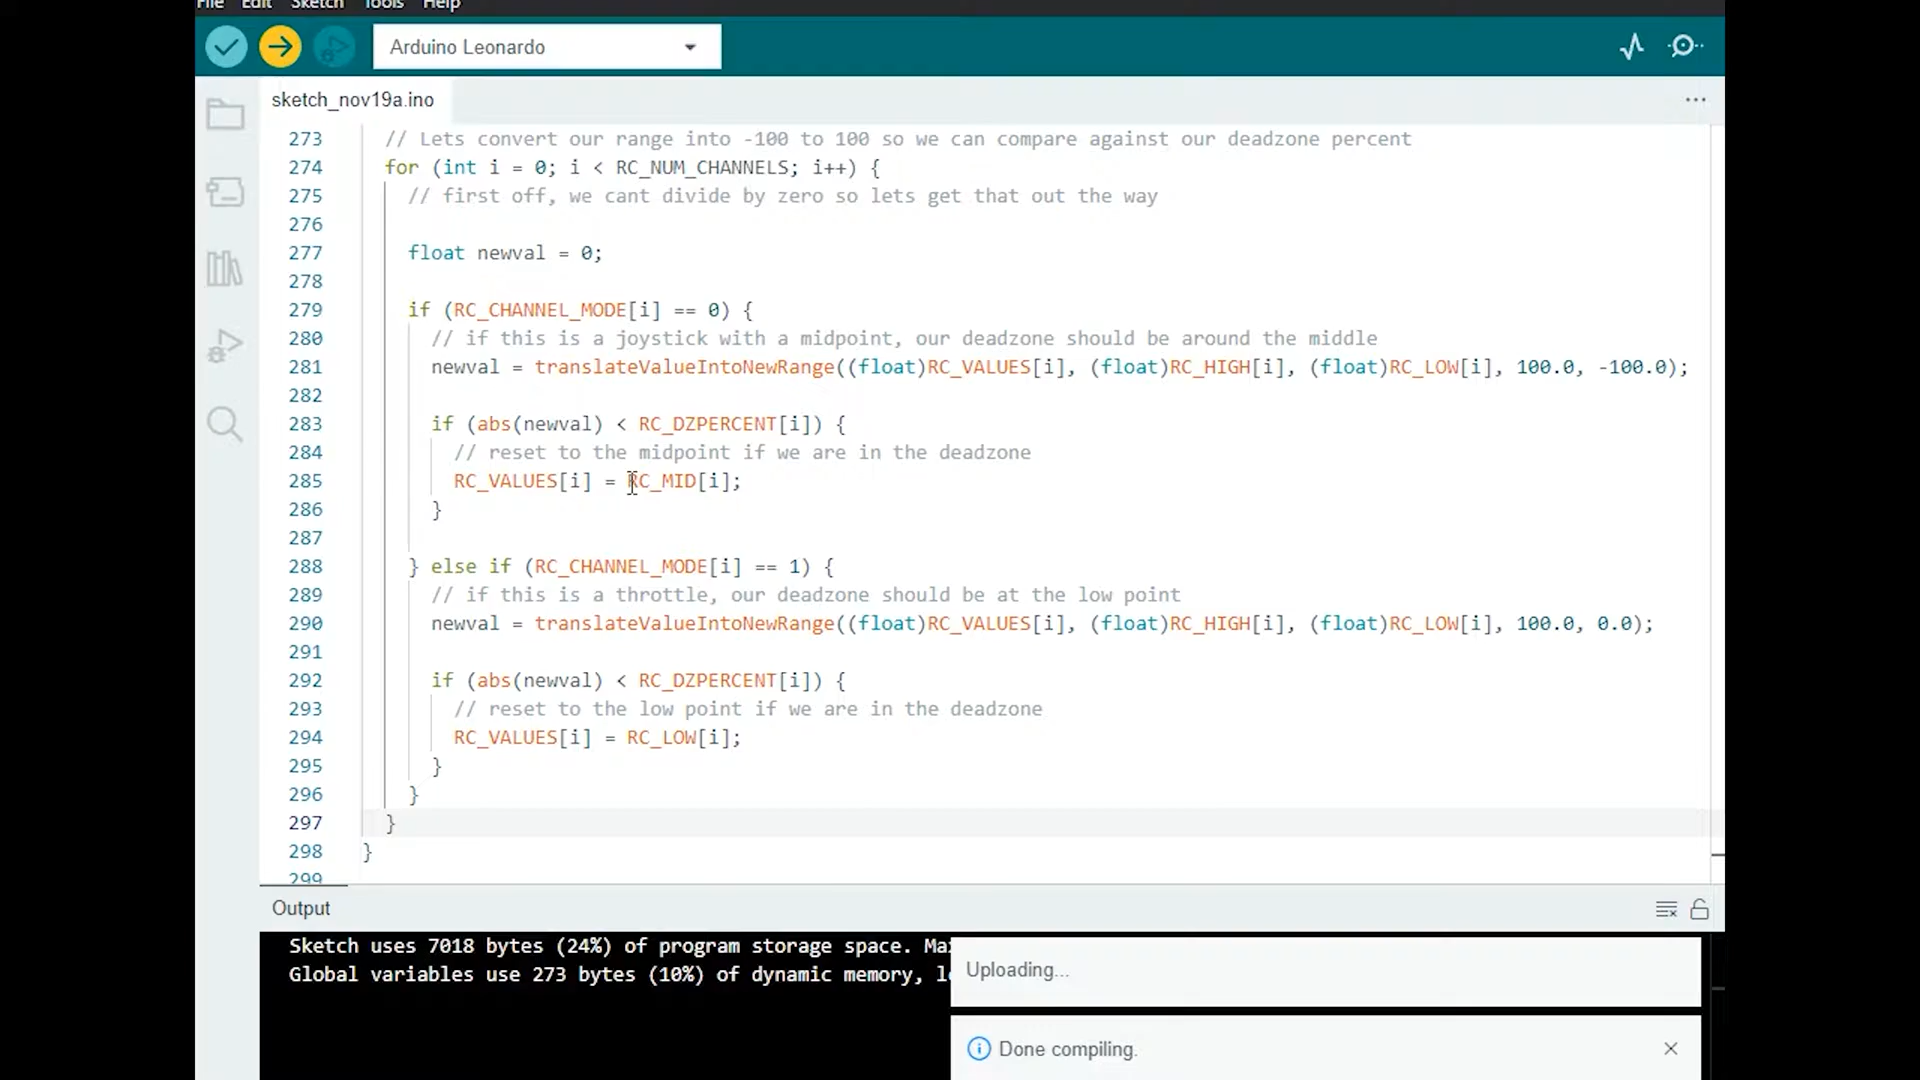 File Edit Sketch Tools Help
Arduino Leonardo
sketch_nov19a.ino
273 // Lets convert our range into -100 to 100 so we can compare against our deadzone percent
274 for (int i = 0; i < RC_NUM_CHANNELS; i++) {
275 // first off, we cant divide by zero so lets get that out the way
276
277 float newval = 0;
278
279 if (RC_CHANNEL_MODE[i] == 0) {
280 // if this is a joystick with a midpoint, our deadzone should be around the middle
281 newval = translateValueIntoNewRange((float)RC_VALUES[i], (float)RC_HIGH[i], (float)RC_LOW[i], 100.0, -100.0);
282
283 if (abs(newval) < RC_DZPERCENT[i]) {
284 // reset to the midpoint if we are in the deadzone
285 RC_VALUES[i] = RC_MID[i];
286 }
287
288 } else if (RC_CHANNEL_MODE[i] == 1) {
289 // if this is a throttle, our deadzone should be at the low point
290 newval = translateValueIntoNewRange((float)RC_VALUES[i], (float)RC_HIGH[i], (float)RC_LOW[i], 100.0, 0.0);
291
292 if (abs(newval) < RC_DZPERCENT[i]) {
293 // reset to the low point if we are in the deadzone
294 RC_VALUES[i] = RC_LOW[i];
295 }
296 }
297 }
298 }
299
Output
Sketch uses 7018 bytes (24%) of program storage space.
Global variables use 273 bytes (10%) of dynamic memory,
Uploading...
Done compiling.